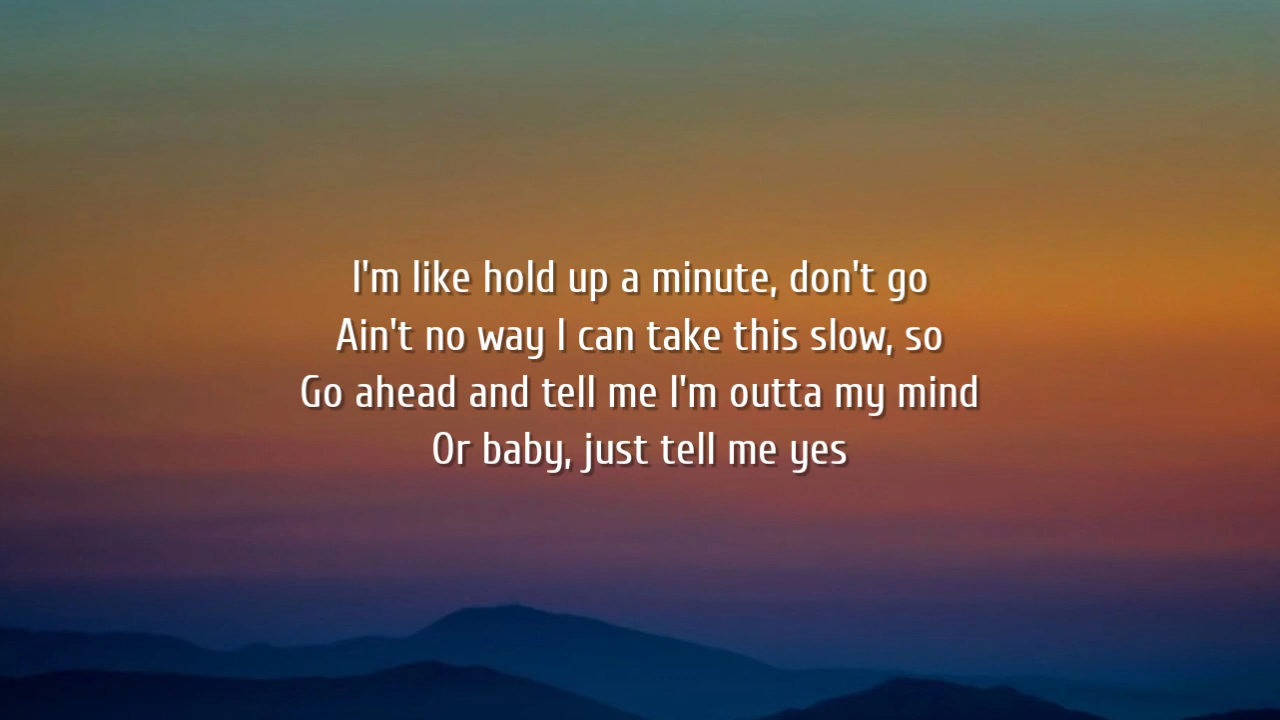 I'm like hold up a minute, don't go
Ain't no way I can take this slow, so
Go ahead and tell me I'm outta my mind
Or baby, just tell me yes